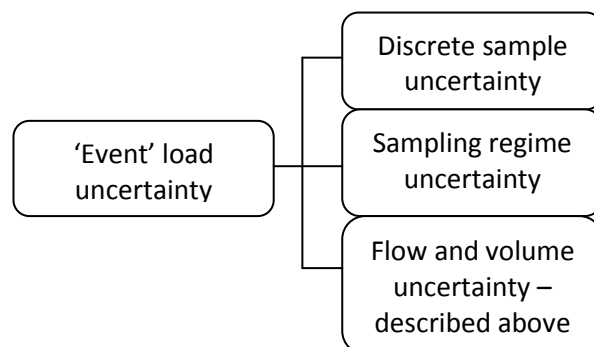 Discrete sample
uncertainty
‘Event’ load
uncertainty
Sampling regime
uncertainty
Flow and volume
uncertainty –
described above